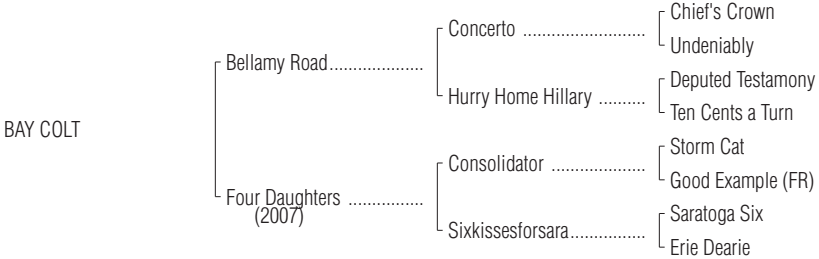 Chief's Crown
Concerto ..........................
Undeniably
Bellamy Road....................
Deputed Testamony
Hurry Home Hillary ..........
Ten Cents a Turn
BAY COLT
Storm Cat
Consolidator ....................
Good Example (FR)
Four Daughters ................
(2007)
Saratoga Six
Sixkissesforsara................
Erie Dearie